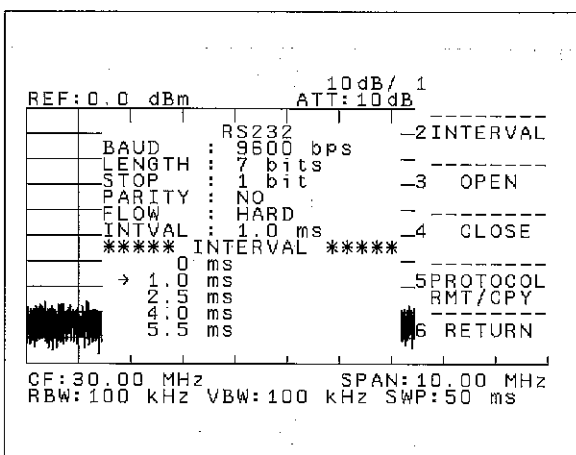 10dB/ 1
REF:0.0 dBm ATT:10dB
RS232
BAUD : 9600 bps
LENGTH : 7 bits
STOP : 1 bit
PARITY : NO
FLOW : HARD
INTVAL : 1.0 ms
***** INTERVAL *****
0 ms
→ 1.0 ms
2.5 ms
4.0 ms
5.5 ms
2 INTERVAL
3 OPEN
4 CLOSE
5 PROTOCOL
RMT/CPY
6 RETURN
CF:30.00 MHz SPAN:10.00 MHz
RBW:100 kHz VBW:100 kHz SWP:50 ms